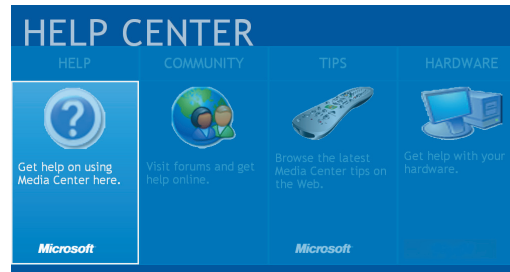 HELP CENTER
HELP
COMMUNITY
TIPS
HARDWARE
Get help on using
Media Center here.
Visit forums and get
help online.
Browse the latest
Media Center tips on
the Web.
Get help with your
hardware.
Microsoft
Microsoft